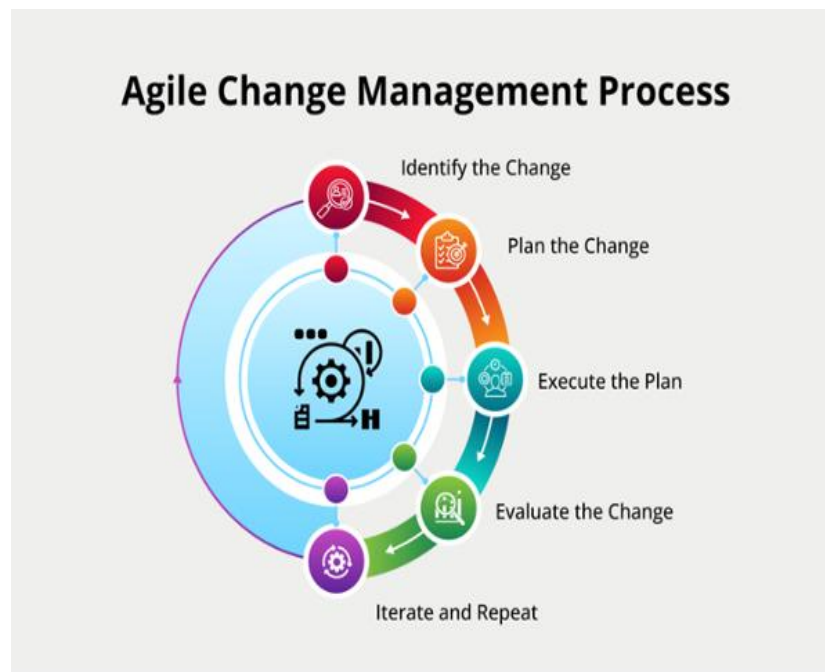 Agile Change Management Process
Identify the Change
Plan the Change
Execute the Plan
Evaluate the Change
Iterate and Repeat